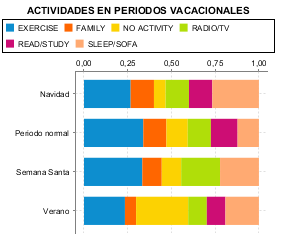 ACTIVIDADES EN PERIODOS VACACIONALES
EXERCISE FAMILY NO ACTIVITY RADIO/TV
READ/STUDY SLEEP/SOFA
0,00 0,25 0,50 0,75 1,00
Navidad
Periodo normal
Semana Santa
Verano